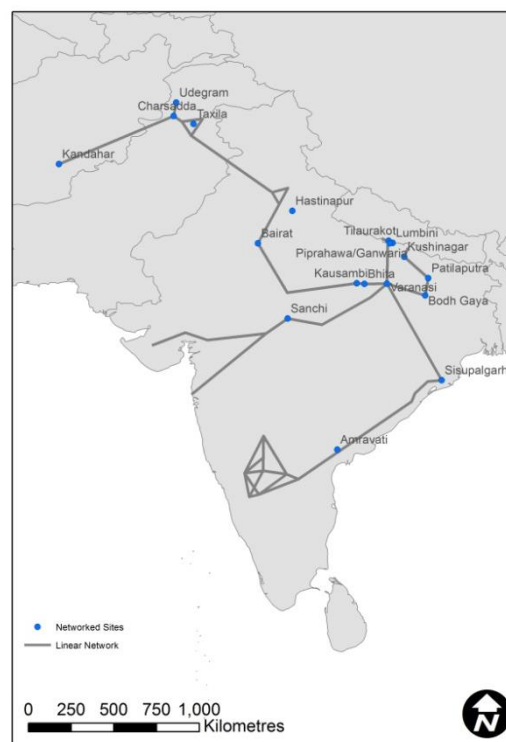 Udegram
Charsadda
Taxila
Kandahar
Hastinapur
Tilaurakot Lumbini
Bairat
Piprahawa/Ganwaria Kushinagar
Patilaputra
Kausambi Bhita
Varanasi
Bodh Gaya
Sanchi
Sisupalgarh
Amravati
Networked Sites
Linear Network
0 250 500 750 1,000
Kilometres
N